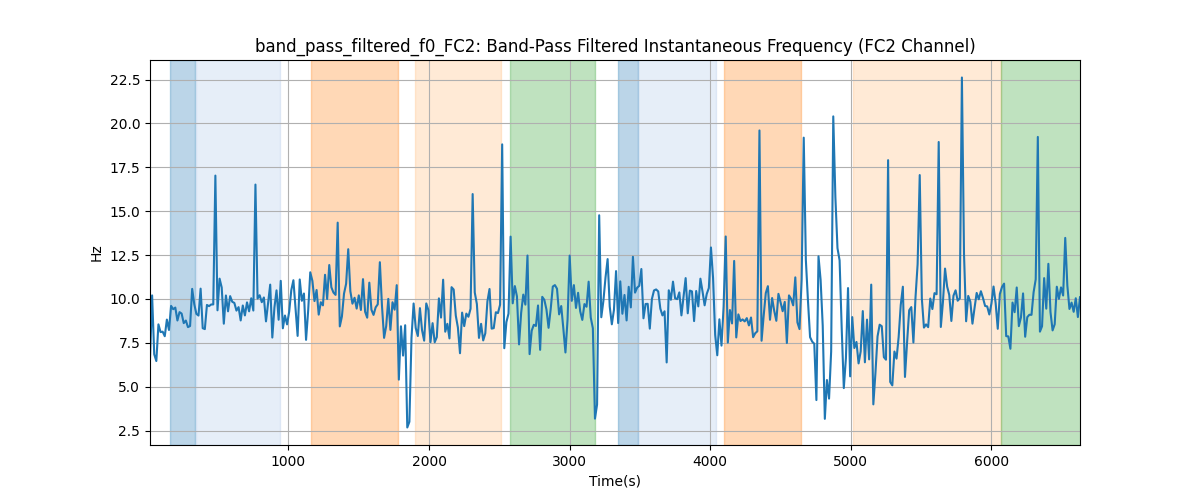 band_pass_filtered_f0_FC2: Band-Pass Filtered Instantaneous Frequency (FC2 Channel)
22.5
20.0
17.5
15.0
12.5
10.0
7.5
5.0
2.5
Hz
1000 2000 3000 4000 5000 6000
Time(s)